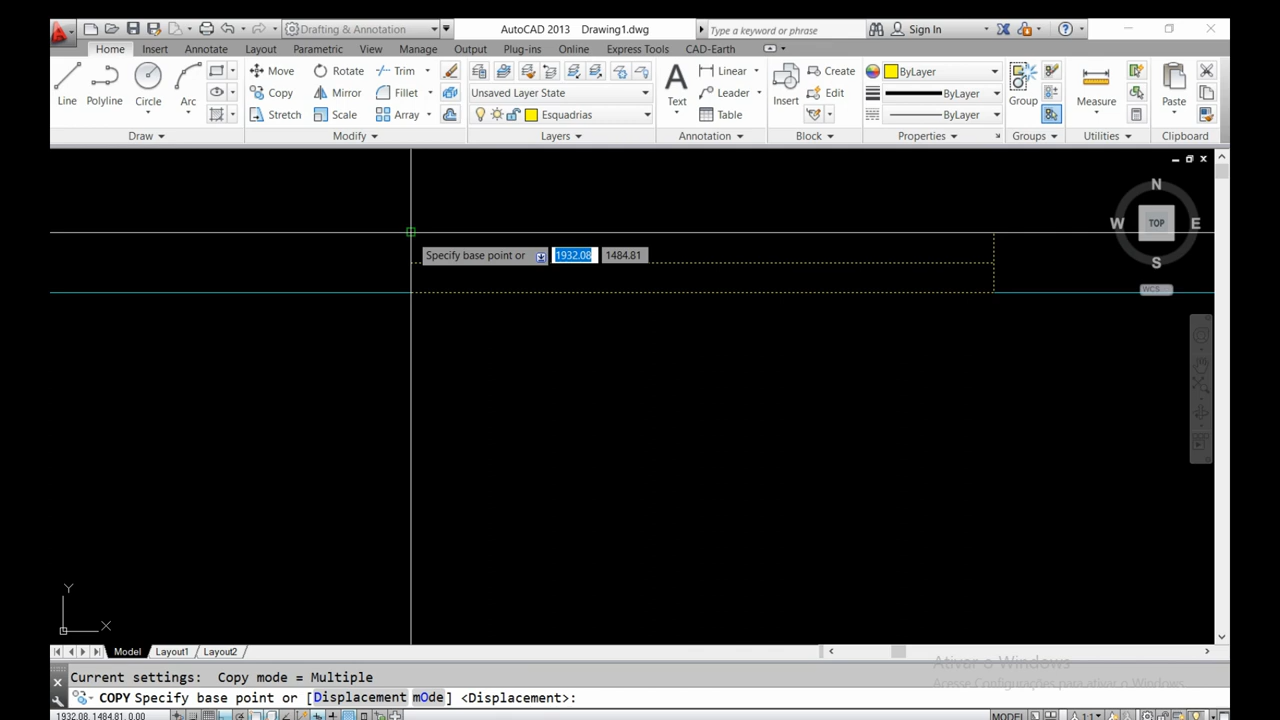 Drafting & Annotation AutoCAD 2013 Drawing1.dwg Type a keyword or phrase Sign In
Home Insert Annotate Layout Parametric View Manage Output Plug-ins Online Express Tools CAD-Earth
Move Rotate Trim Unsaved Layer State Linear Create ByLayer
Line Polyline Circle Arc Copy Mirror Fillet Text Leader Insert Edit ByLayer Group Measure Paste
Stretch Scale Array Esquadrias Table ByLayer
Draw Modify Layers Annotation Block Properties Groups Utilities Clipboard
N
W TOP E
S
WCS
Specify base point or 1932.08 1484.81
Y
X
Model Layout1 Layout2
Ativar o Windows
Acesse Configurações para ativar o Windows.
Current settings: Copy mode = Multiple
COPY Specify base point or [Displacement mOde] <Displacement>:
1932.08, 1484.81, 0.00 MODEL 1:1